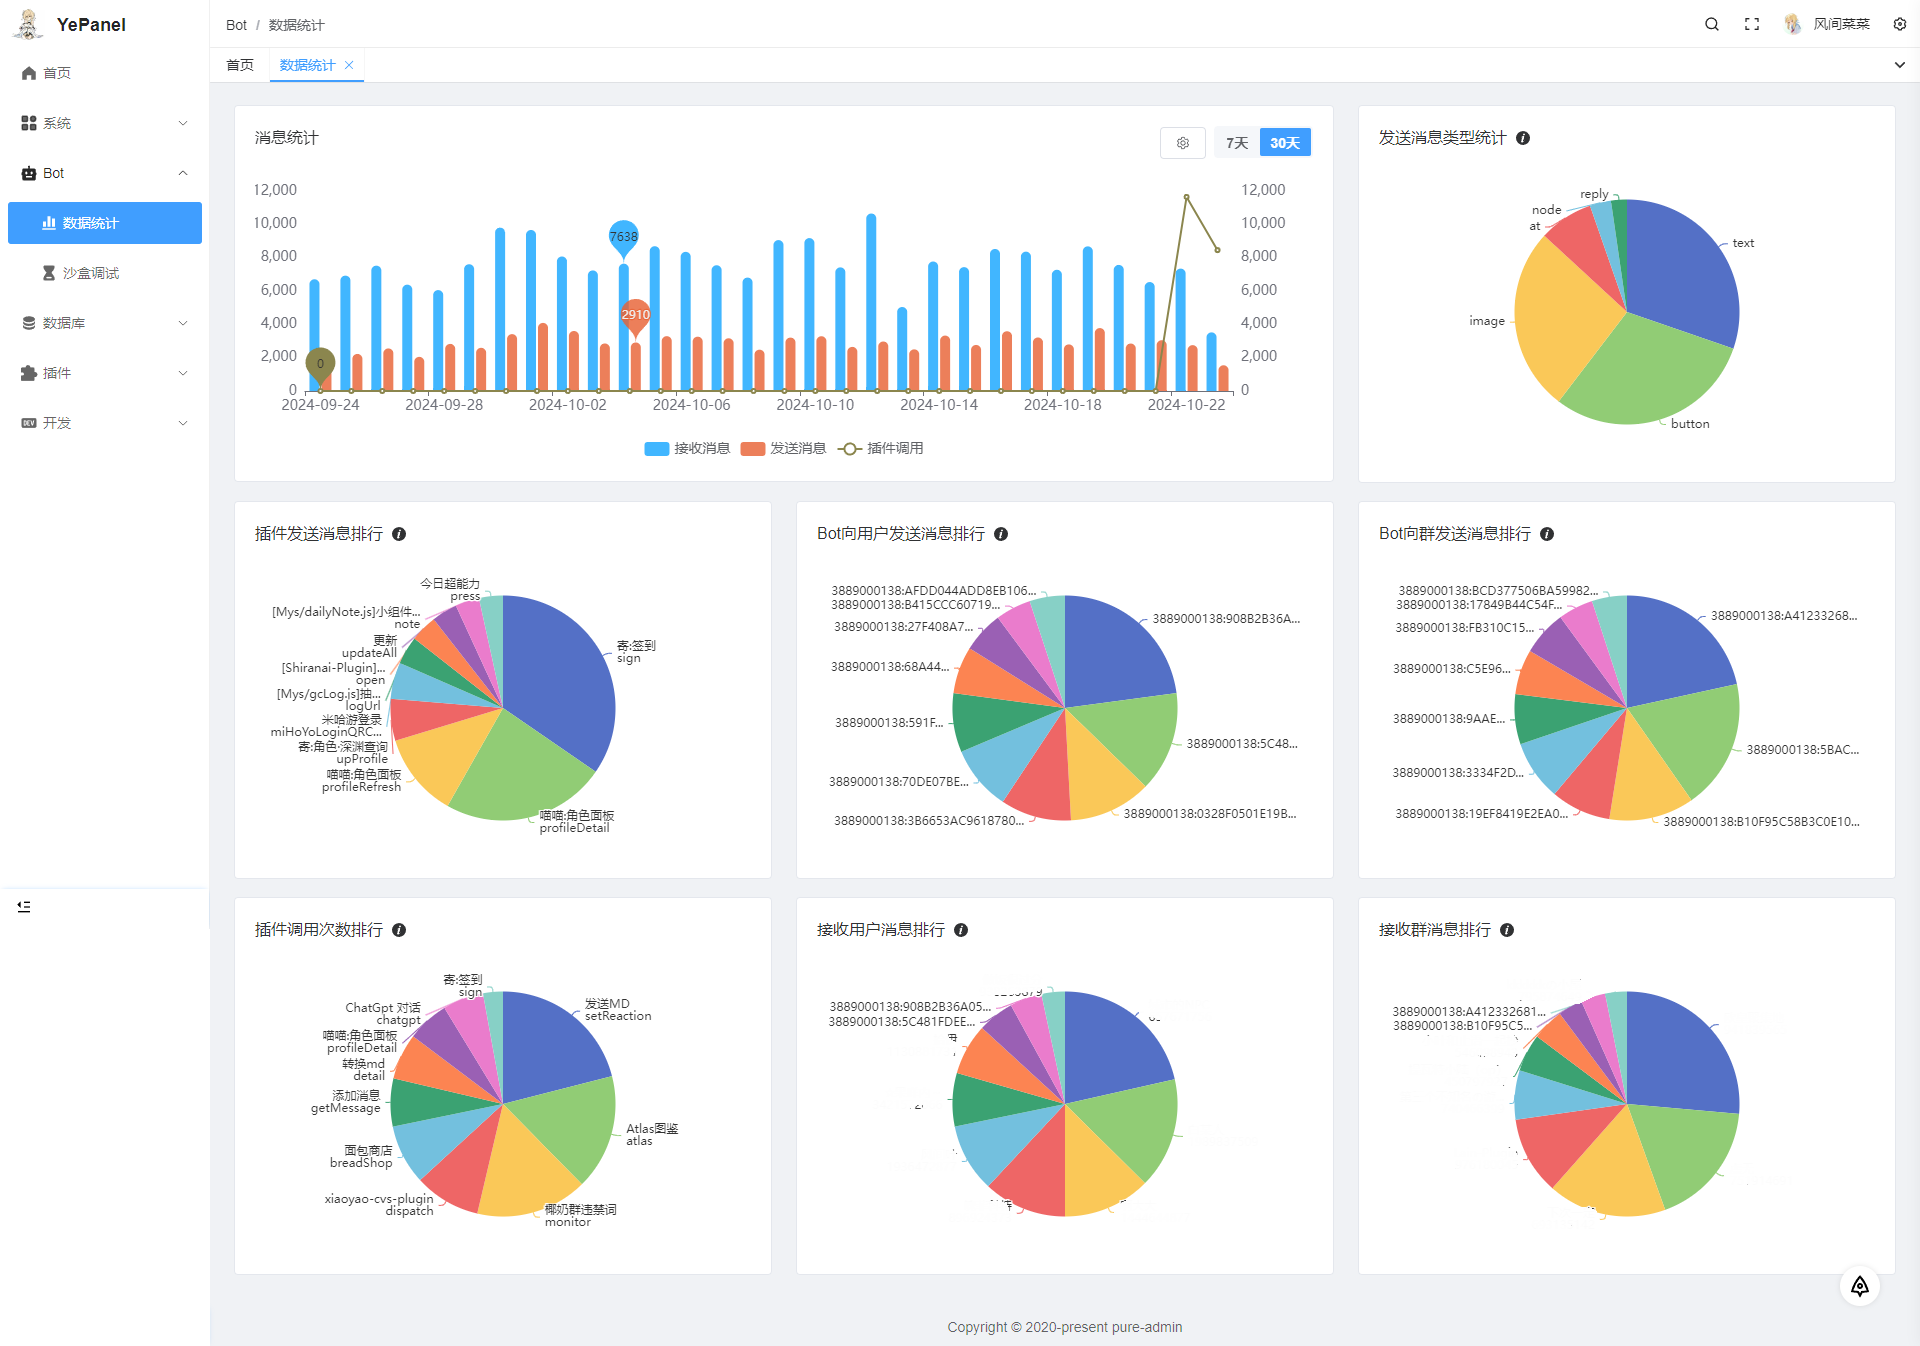 YePanel
Bot / 数据统计
风间菜菜
首页
系统
Bot
数据统计
沙盒调试
数据库
插件
开发
首页
数据统计
消息统计
7天
30天
12,000
10,000
8,000
6,000
4,000
2,000
0
12,000
10,000
8,000
6,000
4,000
2,000
0
7638
2910
0
2024-09-24
2024-09-28
2024-10-02
2024-10-06
2024-10-10
2024-10-14
2024-10-18
2024-10-22
接收消息
发送消息
插件调用
发送消息类型统计
reply
node
at
text
image
button
插件发送消息排行
今日超能力
press
[Mys/dailyNote.js]小组件...
note
更新
updateAll
[Shiranai-Plugin]...
open
[Mys/gcLog.js]抽...
logUrl
米哈游登录
miHoYoLoginQRC...
寄:角色·深渊查询
upProfile
喵喵:角色面板
profileRefresh
寄:签到
sign
喵喵:角色面板
profileDetail
Bot向用户发送消息排行
3889000138:AFDD044ADD8EB106...
3889000138:B415CCC60719...
3889000138:27F408A7...
3889000138:68A44...
3889000138:591F...
3889000138:70DE07BE...
3889000138:3B6653AC9618780...
3889000138:908B2B36A...
3889000138:5C48...
3889000138:0328F0501E19B...
Bot向群发送消息排行
3889000138:BCD377506BA59982...
3889000138:17849B44C54F...
3889000138:FB310C15...
3889000138:C5E96...
3889000138:9AAE...
3889000138:3334F2D...
3889000138:19EF8419E2EA0...
3889000138:A41233268...
3889000138:5BAC...
3889000138:B10F95C58B3C0E10...
插件调用次数排行
寄:签到
sign
ChatGpt 对话
chatgpt
喵喵:角色面板
profileDetail
转换md
detail
添加消息
getMessage
面包商店
breadShop
xiaoyao-cvs-plugin
dispatch
发送MD
setReaction
Atlas图鉴
atlas
椰奶群违禁词
monitor
接收用户消息排行
3889000138:908B2B36A05...
3889000138:5C481FDEE...
接收群消息排行
3889000138:A412332681...
3889000138:B10F95C5...
Copyright © 2020-present pure-admin